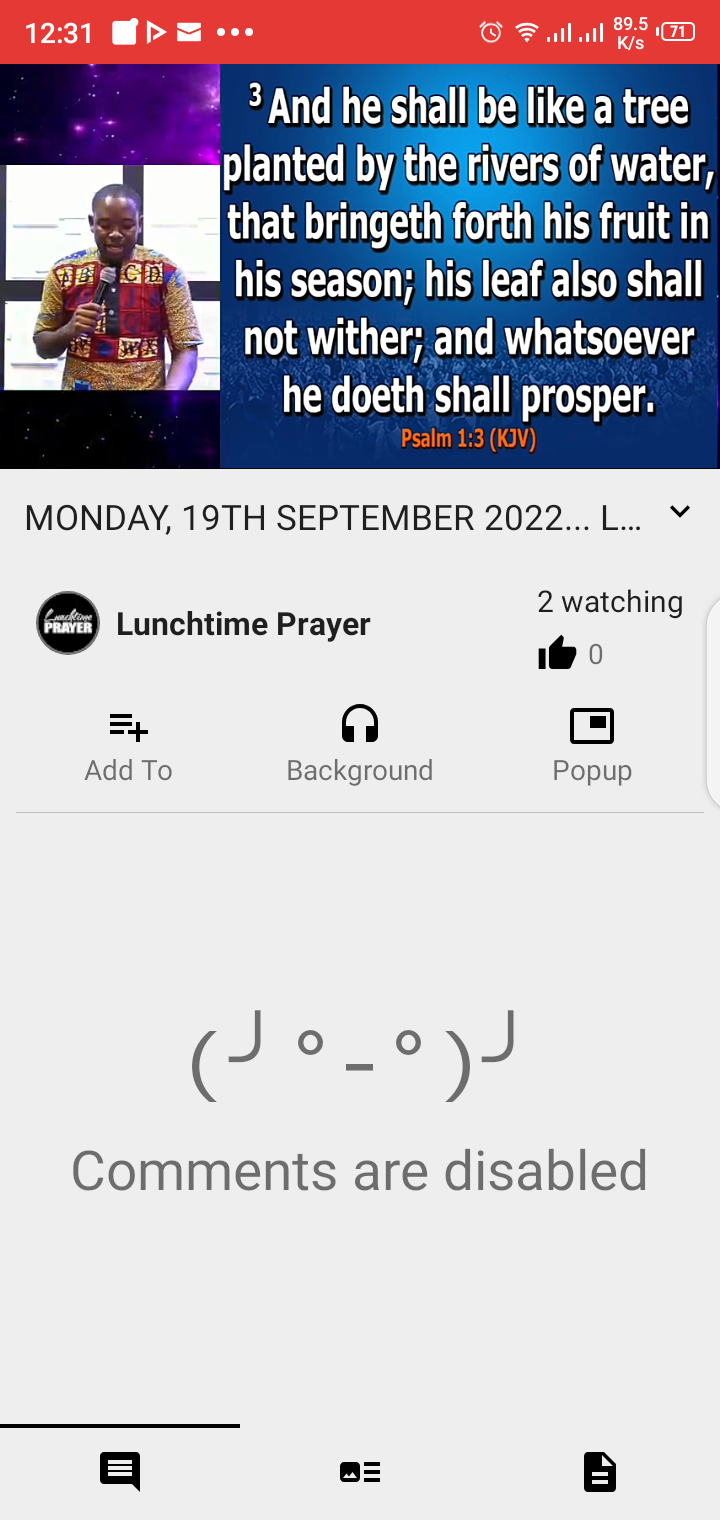 12:31
89.5
K/s
71
3 And he shall be like a tree
planted by the rivers of water,
that bringeth forth his fruit in
his season; his leaf also shall
not wither; and whatsoever
he doeth shall prosper.
Psalm 1:3 (KJV)
A B C D
MONDAY, 19TH SEPTEMBER 2022... L...
Lunchtime
PRAYER
Lunchtime Prayer
2 watching
0
Add To
Background
Popup
(╯°-°)╯
Comments are disabled